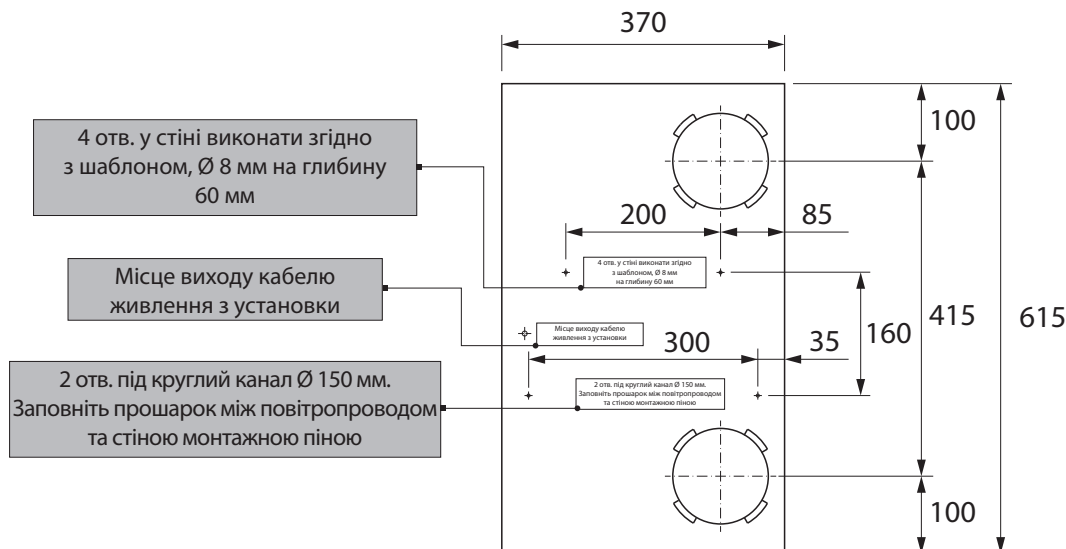 370
100
4 отв. у стіні виконати згідно
з шаблоном, Ø 8 мм на глибину
60 мм
200
85
4 отв. у стіні виконати згідно
з шаблоном, Ø 8 мм
на глибину 60 мм
Місце виходу кабелю
живлення з установки
Місце виходу кабелю
живлення з установки
300
35
160
415
615
2 отв. під круглий канал Ø 150 мм.
Заповніть прошарок між повітропроводом
та стіною монтажною піною
2 отв. під круглий канал Ø 150 мм.
Заповніть прошарок між повітропроводом
та стіною монтажною піною
100